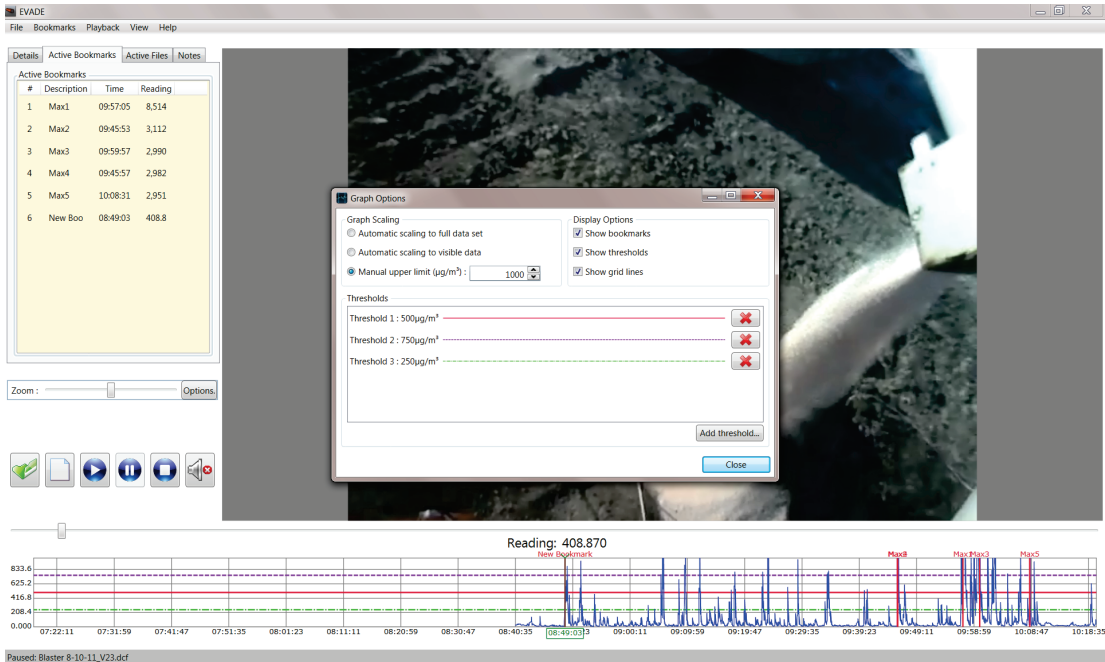 EVADE
File Bookmarks Playback View Help
Details Active Bookmarks Active Files Notes
Active Bookmarks
# Description Time Reading
1 Max1 09:57:05 8,514
2 Max2 09:45:53 3,112
3 Max3 09:59:57 2,990
4 Max4 09:45:57 2,982
5 Max5 10:08:31 2,951
6 New Boo 08:49:03 408.8
Zoom : Options.
Graph Options
Graph Scaling
Automatic scaling to full data set
Automatic scaling to visible data
Manual upper limit (µg/m³) : 1000
Display Options
Show bookmarks
Show thresholds
Show grid lines
Thresholds
Threshold 1 : 500µg/m³
Threshold 2 : 750µg/m³
Threshold 3 : 250µg/m³
Add threshold...
Close
Reading: 408.870
New Bookmark Max3 Max5
833.6
625.2
416.8
208.4
0.000
07:22:11 07:31:59 07:41:47 07:51:35 08:01:23 08:11:11 08:20:59 08:30:47 08:40:35 08:49:03 09:00:11 09:09:59 09:19:47 09:29:35 09:39:23 09:49:11 09:58:59 10:08:47 10:18:35
Paused: Blaster 8-10-11_V23.dcf